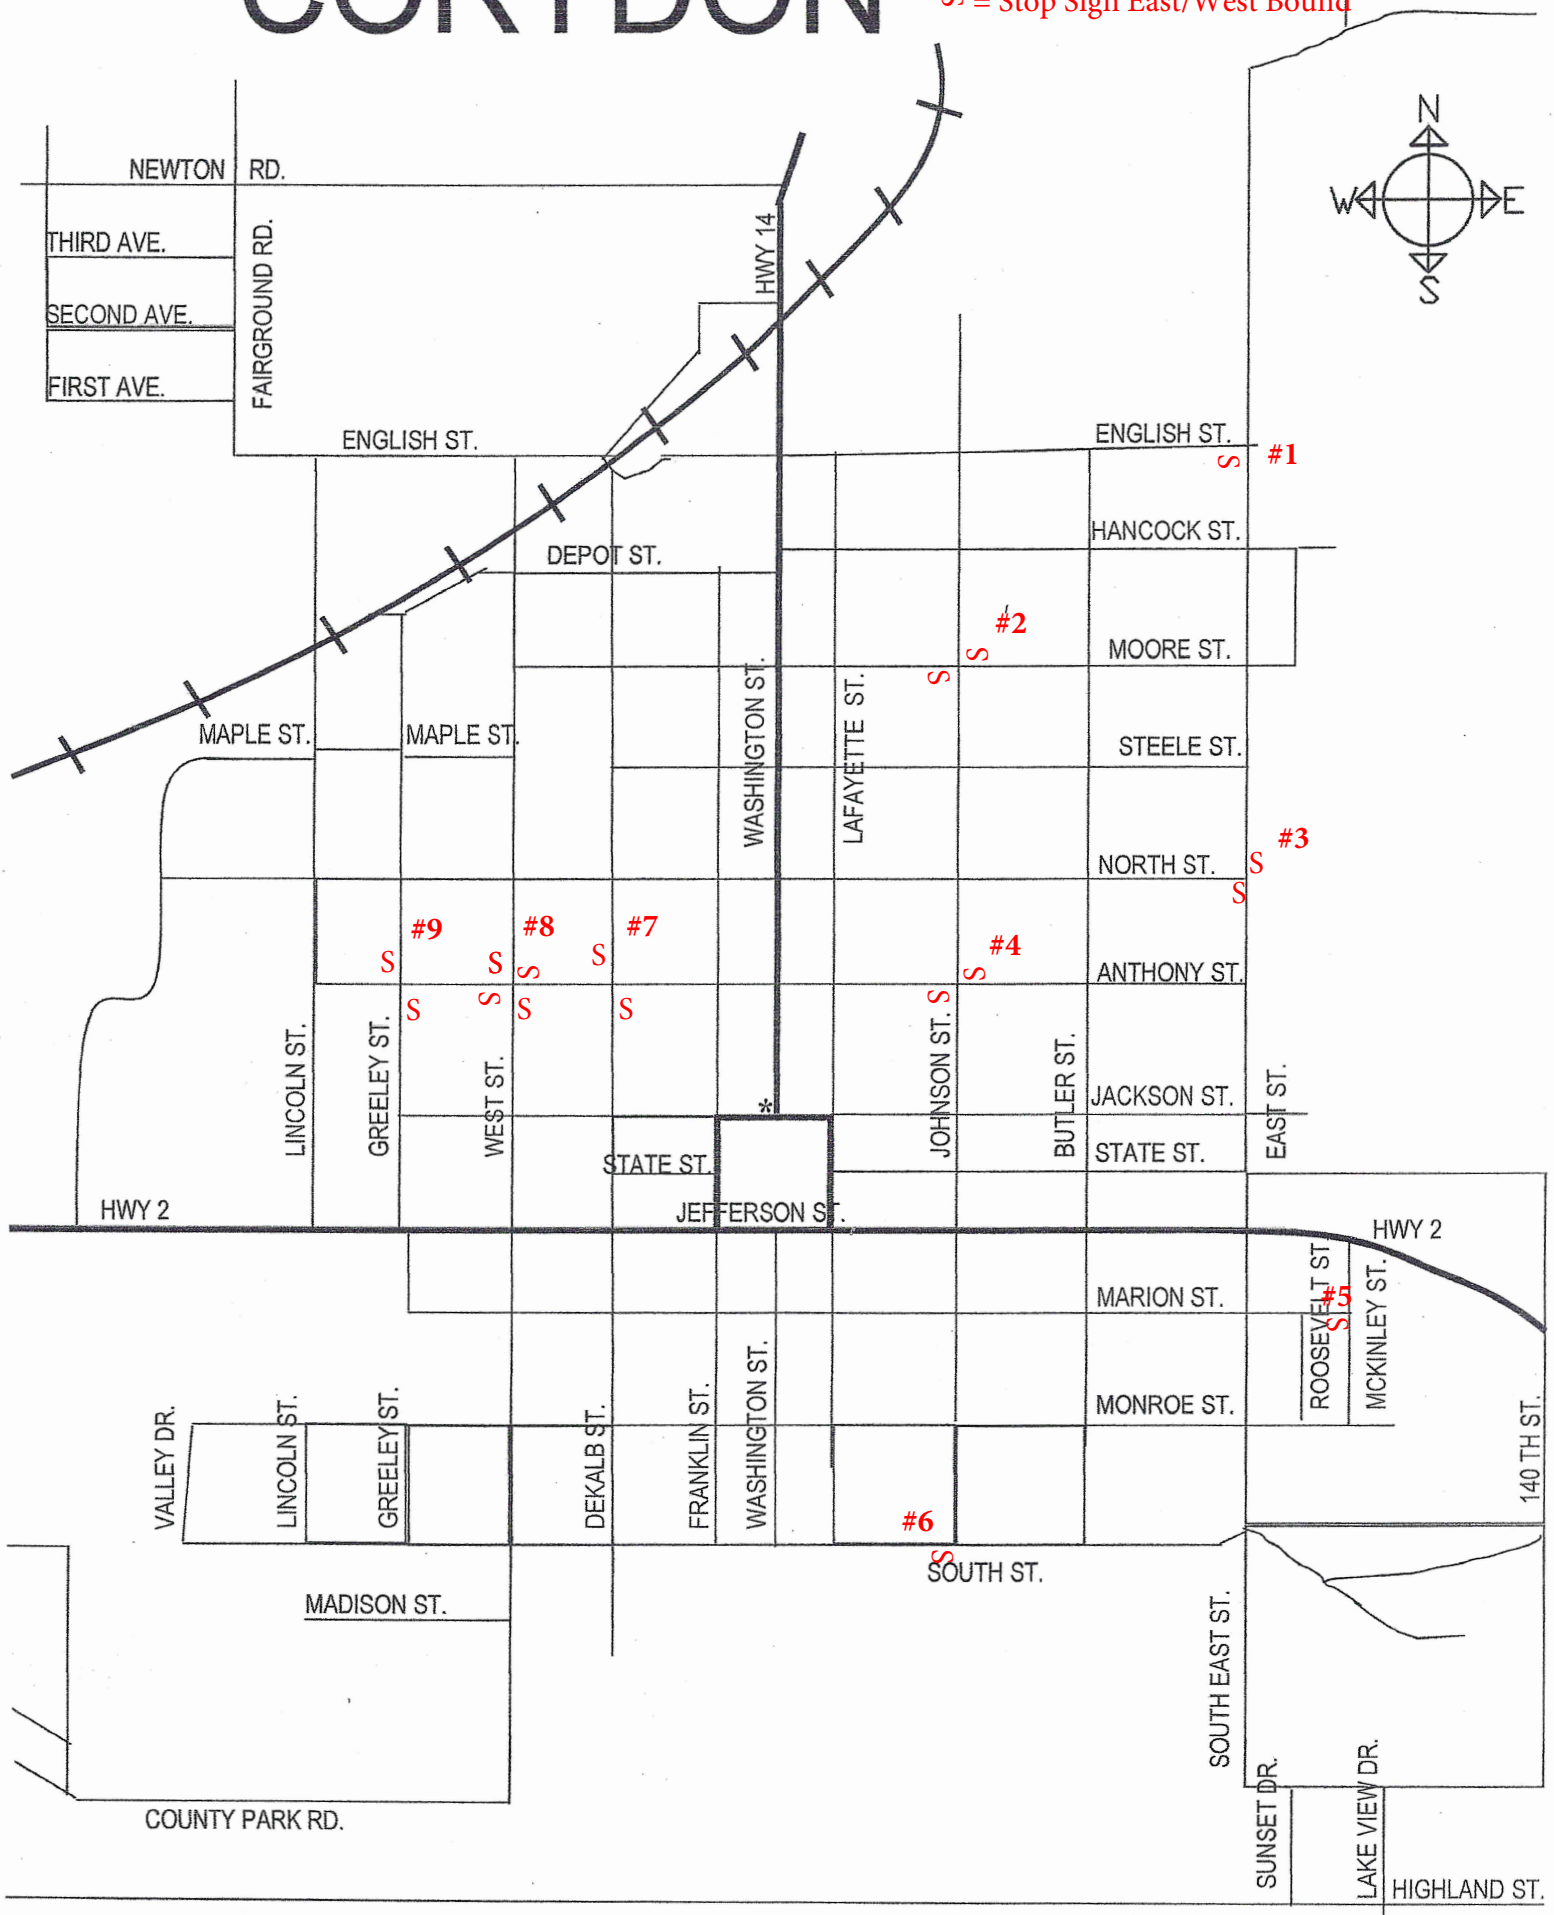 CORYDON
S = Stop Sign East/West Bound
N
W
E
S
NEWTON RD.
THIRD AVE.
SECOND AVE.
FIRST AVE.
FAIRGROUND RD.
HWY 14
ENGLISH ST.
ENGLISH ST.
S
#1
HANCOCK ST.
DEPOT ST.
#2
S
S
MOORE ST.
MAPLE ST.
MAPLE ST.
WASHINGTON ST.
LAFAYETTE ST.
STEELE ST.
NORTH ST.
#3
S
S
#9
#8
#7
#4
S
S
S
S
S
S
S
S
S
S
ANTHONY ST.
LINCOLN ST.
GREELEY ST.
WEST ST.
*
JOHNSON ST.
BUTLER ST.
JACKSON ST.
EAST ST.
STATE ST.
STATE ST.
HWY 2
JEFFERSON ST.
HWY 2
MARION ST.
#5
S
ROOSEVELT ST
MCKINLEY ST.
MONROE ST.
VALLEY DR.
LINCOLN ST.
GREELEY ST.
DEKALB ST.
FRANKLIN ST.
WASHINGTON ST.
140 TH ST.
#6
S
SOUTH ST.
MADISON ST.
SOUTH EAST ST.
COUNTY PARK RD.
SUNSET DR.
LAKE VIEW DR.
HIGHLAND ST.